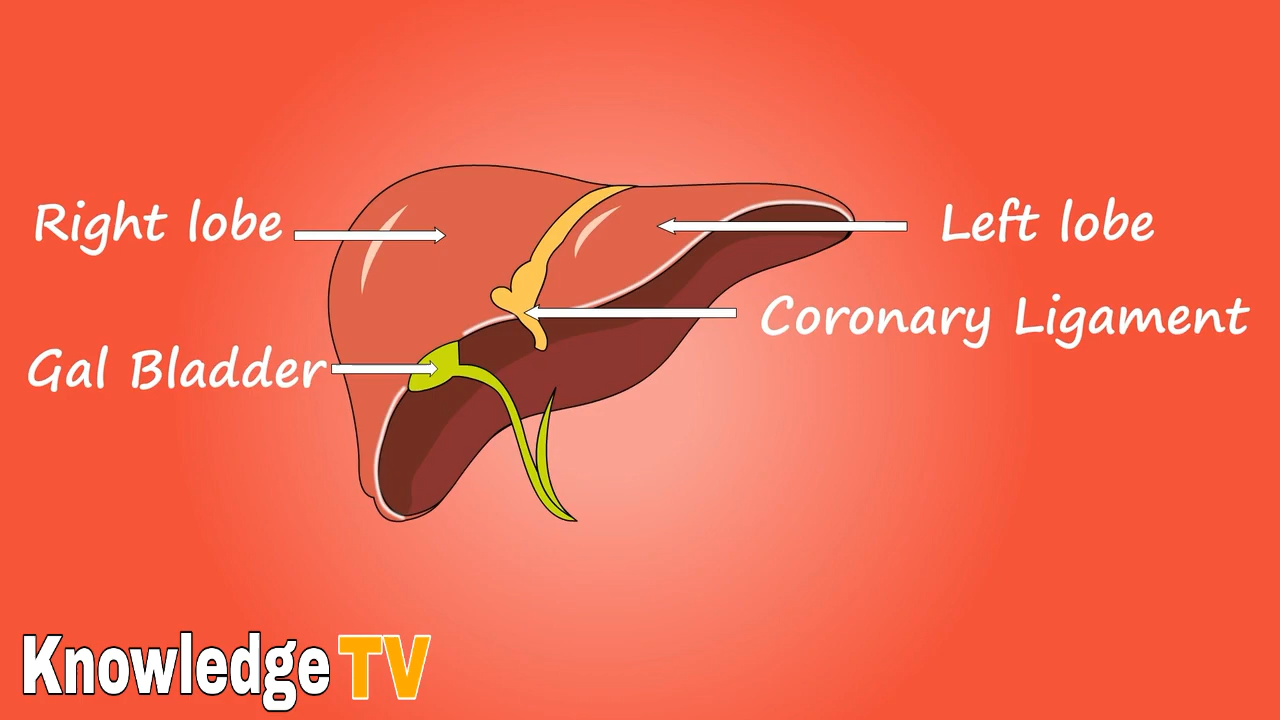 Right lobe
Left lobe
Coronary Ligament
Gal Bladder
Knowledge TV